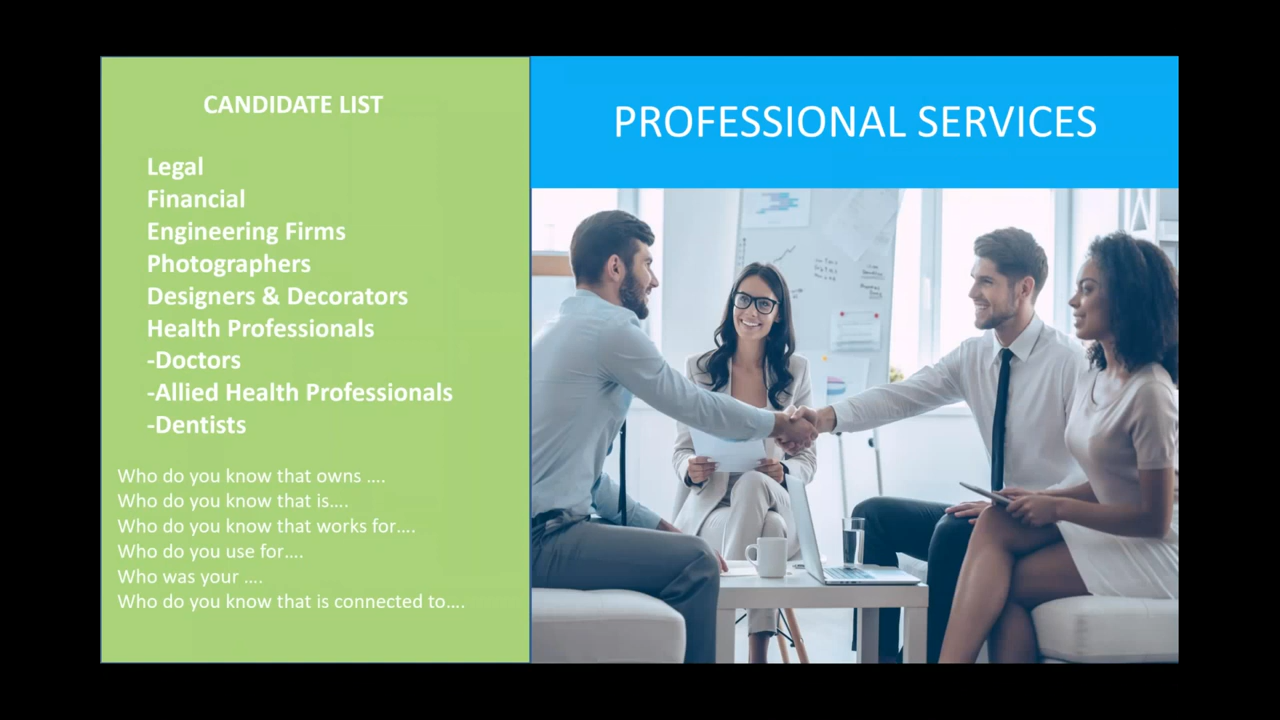 CANDIDATE LIST
Legal
Financial
Engineering Firms
Photographers
Designers & Decorators
Health Professionals
-Doctors
-Allied Health Professionals
-Dentists
Who do you know that owns ….
Who do you know that is….
Who do you know that works for….
Who do you use for….
Who was your ….
Who do you know that is connected to….
PROFESSIONAL SERVICES